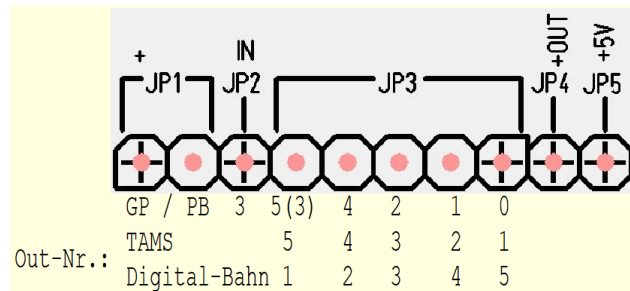 + IN +OUT +5V
JP1 JP2 JP3 JP4 JP5
GP / PB 3 5(3) 4 2 1 0
TAMS 5 4 3 2 1
Out-Nr.:
Digital-Bahn 1 2 3 4 5